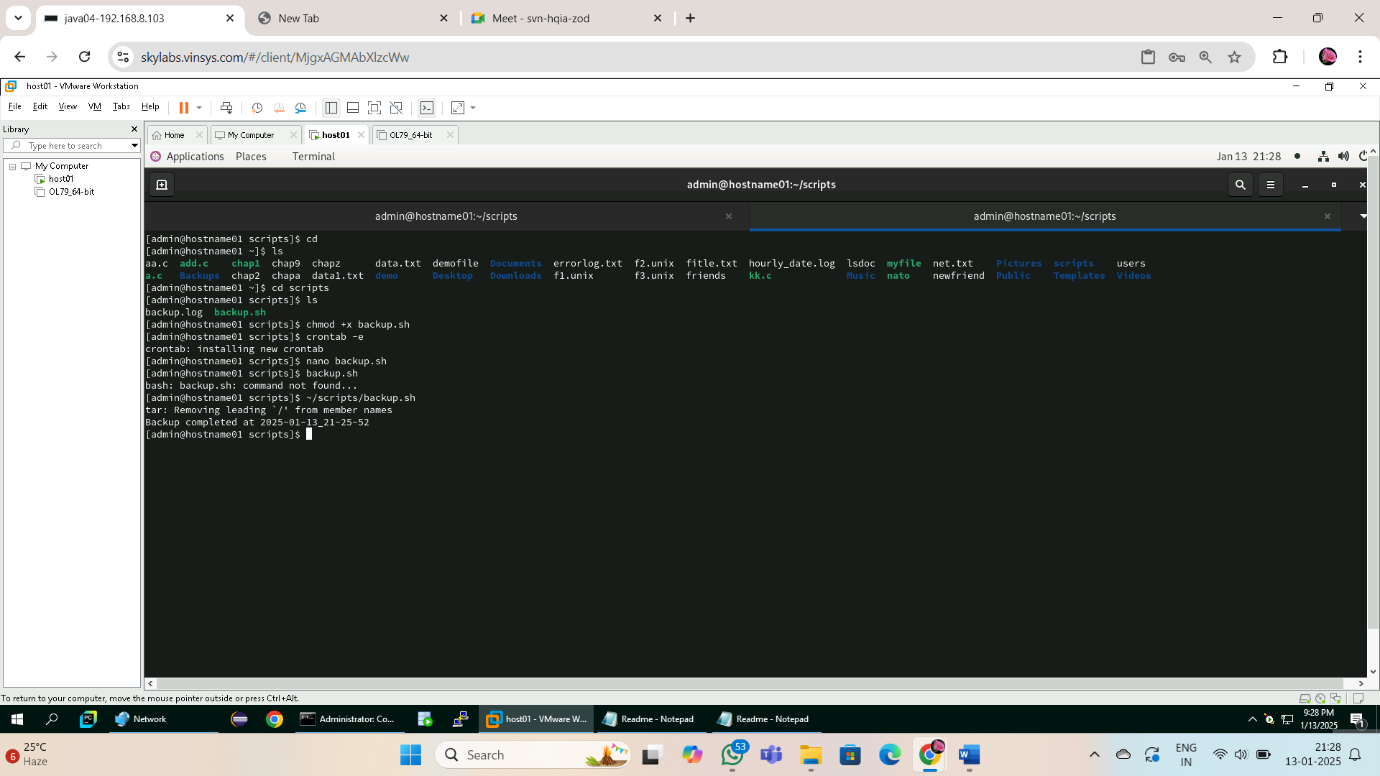 java04-192.168.8.103
New Tab
Meet - svn-hqia-zod
skylabs.vinsys.com/#/client/MjgxAGMAbXlzcWw
host01 - VMware Workstation
File Edit View VM Tabs Help
Library
Home
My Computer
host01
OL79_64-bit
Type here to search
My Computer
host01
OL79_64-bit
Applications Places Terminal
Jan 13 21:28
admin@hostname01:~/scripts
admin@hostname01:~/scripts
admin@hostname01:~/scripts
[admin@hostname01 scripts]$ cd
[admin@hostname01 ~]$ ls
aa.c add.c chap1 chap9 chapz data.txt demofile Documents errorlog.txt f2.unix fitle.txt hourly_date.log lsdoc myfile net.txt Pictures scripts users
a.c Backups chap2 chapa data1.txt demo Desktop Downloads f1.unix f3.unix friends kk.c Music nato newfriend Public Templates Videos
[admin@hostname01 ~]$ cd scripts
[admin@hostname01 scripts]$ ls
backup.log backup.sh
[admin@hostname01 scripts]$ chmod +x backup.sh
[admin@hostname01 scripts]$ crontab -e
crontab: installing new crontab
[admin@hostname01 scripts]$ nano backup.sh
[admin@hostname01 scripts]$ backup.sh
bash: backup.sh: command not found...
[admin@hostname01 scripts]$ ~/scripts/backup.sh
tar: Removing leading `/' from member names
Backup completed at 2025-01-13_21-25-52
[admin@hostname01 scripts]$
To return to your computer, move the mouse pointer outside or press Ctrl+Alt.
Network
Administrator: Co...
host01 - VMware W...
Readme - Notepad
Readme - Notepad
9:28 PM
1/13/2025
1
6
25°C
Haze
Search
53
ENG
IN
21:28
13-01-2025